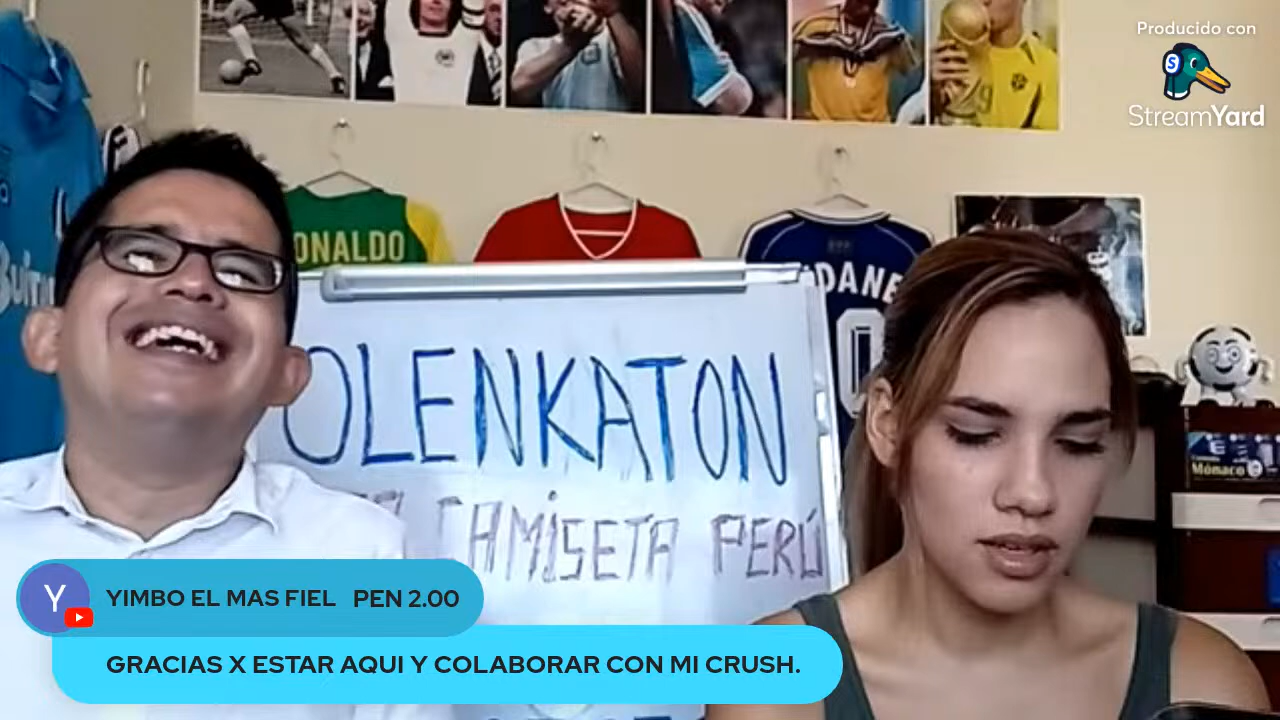 Producido con
StreamYard
ONALDO
DANE
OLENKATON
CAMISETA PERÚ
Mónaco
Y YIMBO EL MAS FIEL PEN 2.00
GRACIAS X ESTAR AQUI Y COLABORAR CON MI CRUSH.